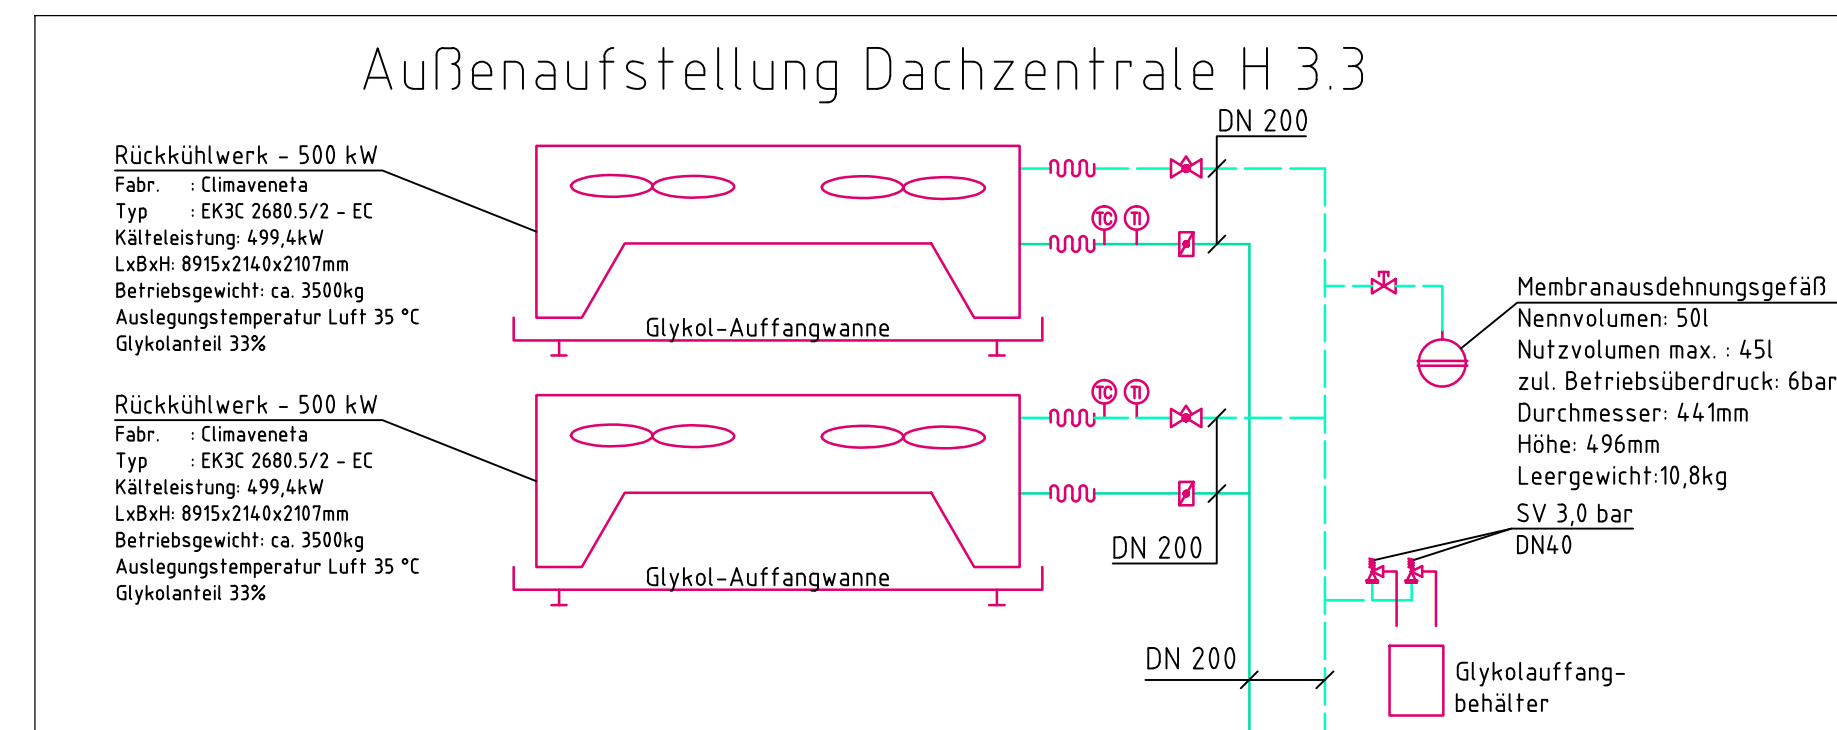 Außenaufstellung Dachzentrale H 3.3
DN 200
Rückkühlwerk - 500 kW
Fabr. : Climaveneta
Typ : EK3C 2680.5/2 - EC
Kälteleistung: 499,4kW
LxBxH: 8915x2140x2107mm
Betriebsgewicht: ca. 3500kg
Auslegungstemperatur Luft 35 °C
Glykolanteil 33%
TC TI
Glykol-Auffangwanne
Membranausdehnungsgefäß
Nennvolumen: 50l
Nutzvolumen max. : 45l
zul. Betriebsüberdruck: 6bar
Durchmesser: 441mm
Höhe: 496mm
Leergewicht:10,8kg
Rückkühlwerk - 500 kW
Fabr. : Climaveneta
Typ : EK3C 2680.5/2 - EC
Kälteleistung: 499,4kW
LxBxH: 8915x2140x2107mm
Betriebsgewicht: ca. 3500kg
Auslegungstemperatur Luft 35 °C
Glykolanteil 33%
TC TI
Glykol-Auffangwanne
DN 200
SV 3,0 bar
DN40
DN 200
Glykolauffang-
behälter